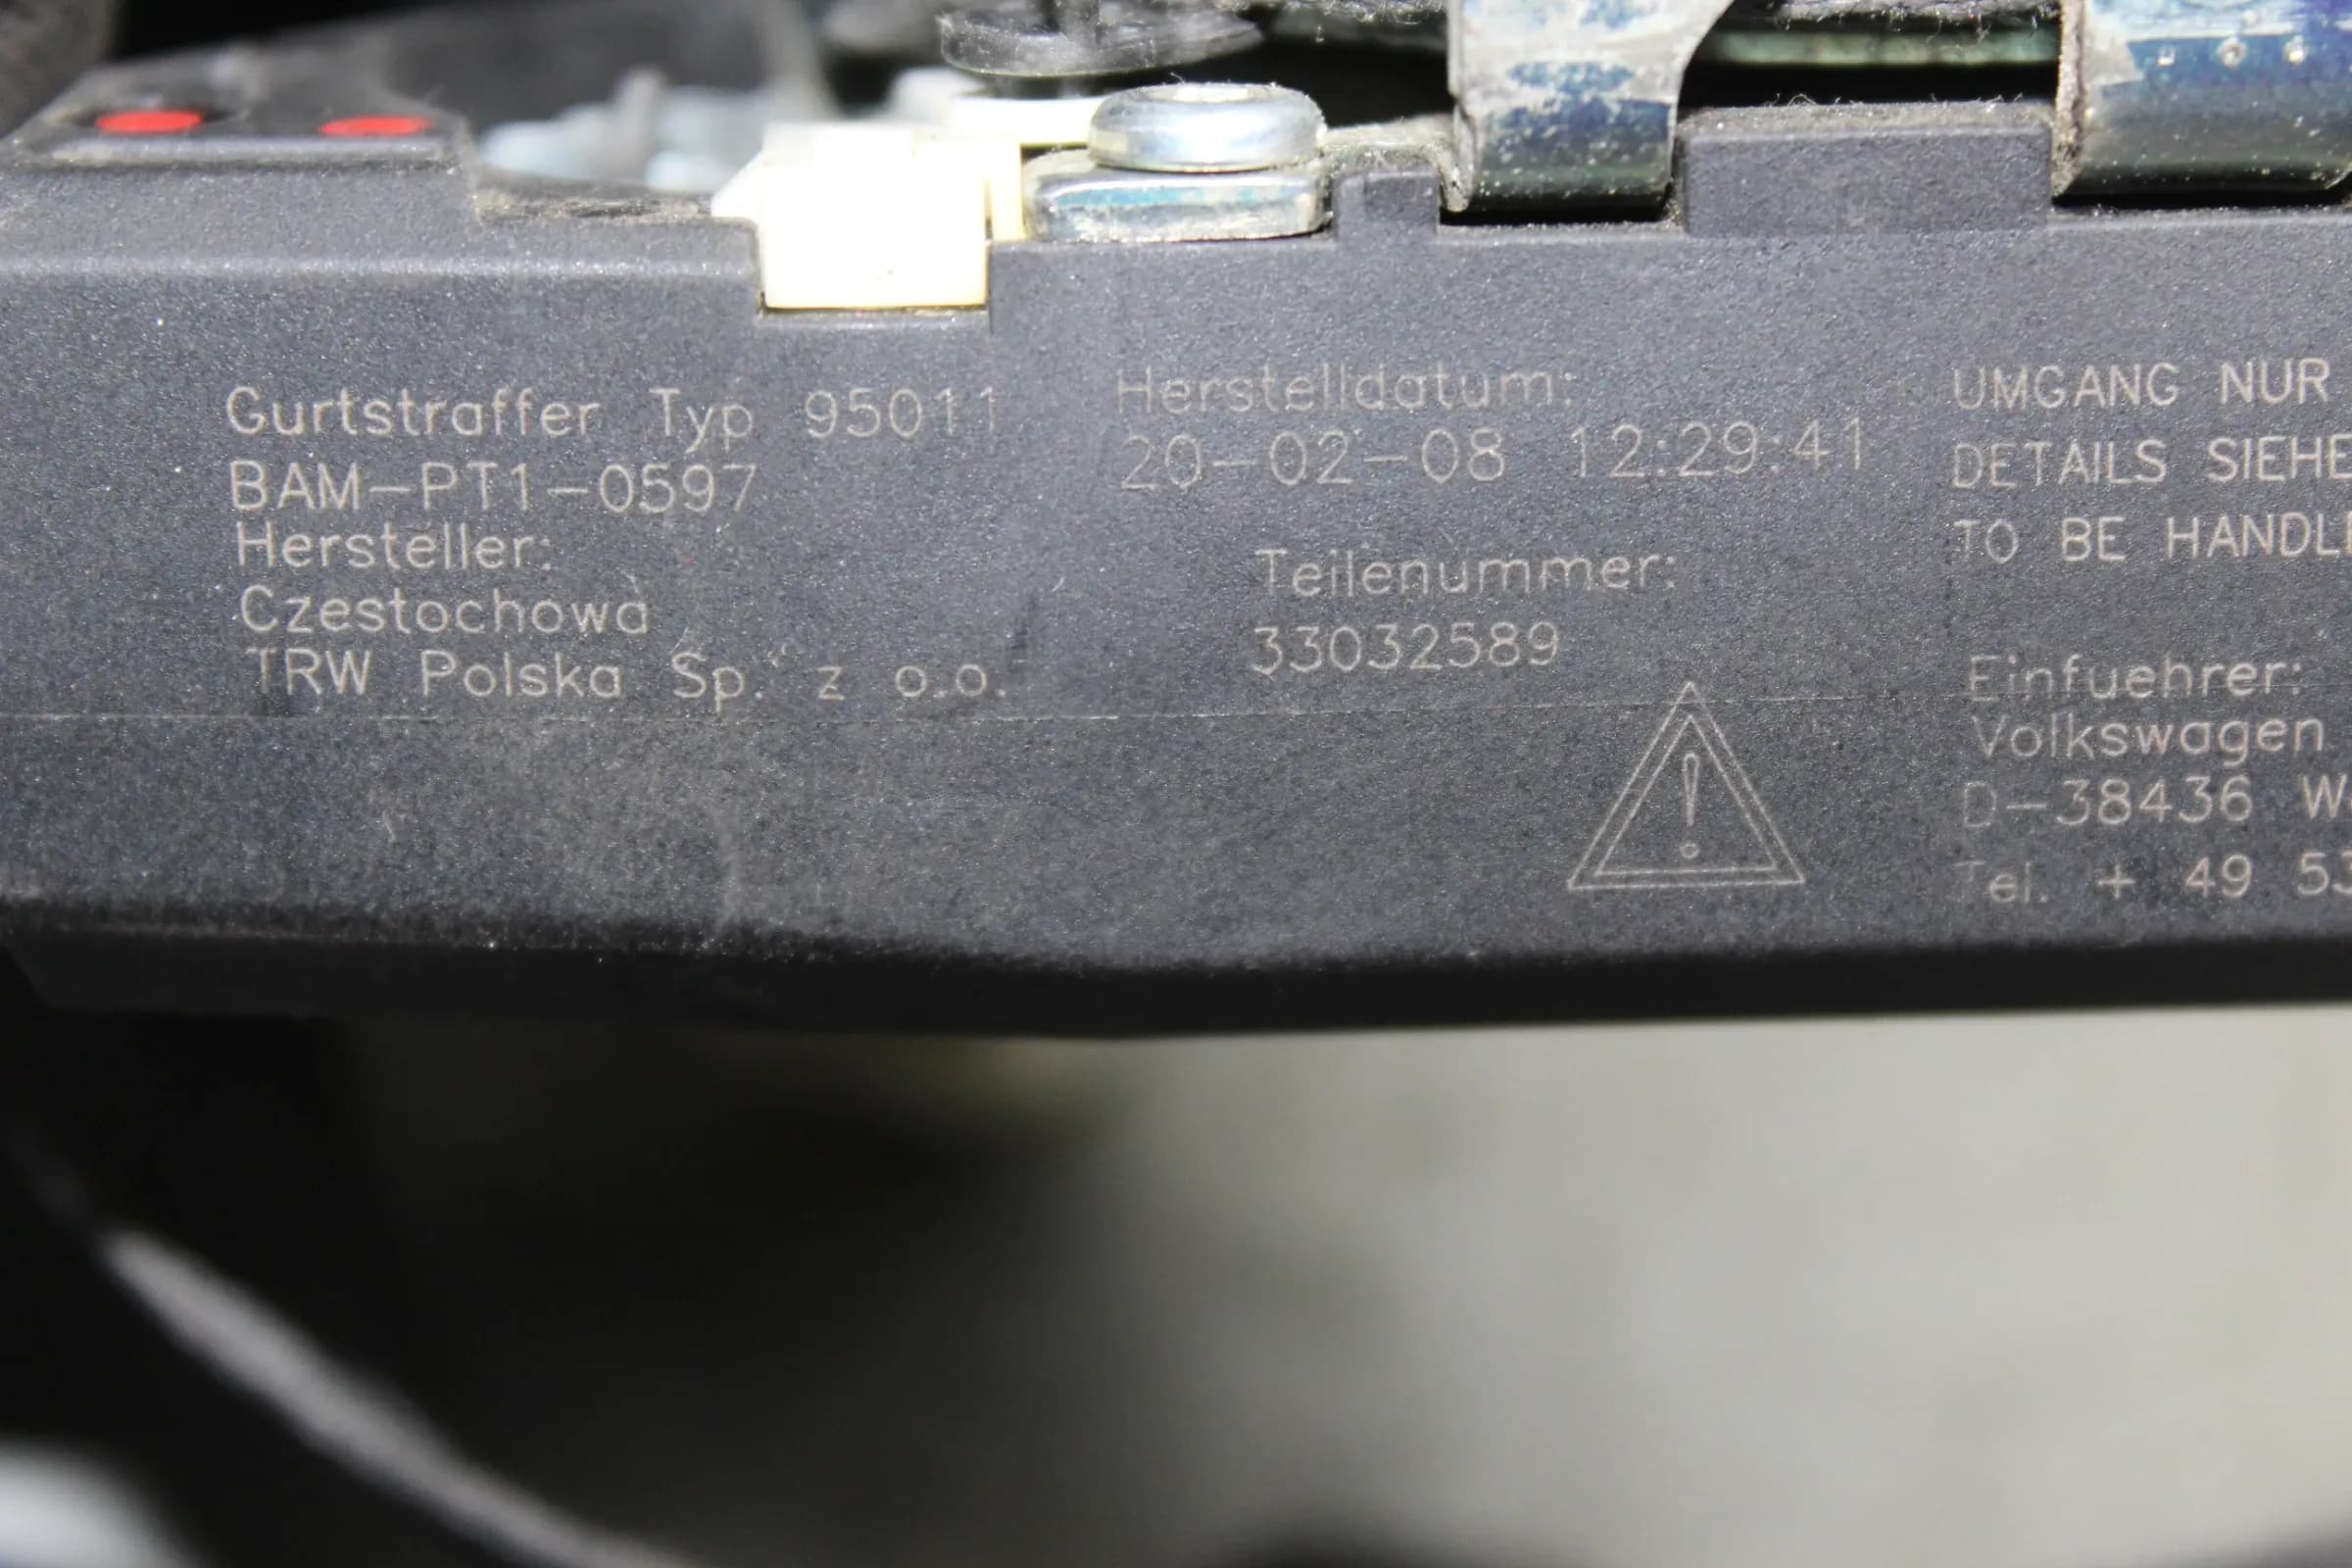 Gurtstraffer Typ 95011
BAM-PT1-0597
Hersteller:
Czestochowa
TRW Polska Sp. z o.o.
Herstelldatum:
20-02-08 12:29:41
Teilenummer:
33032589
UMGANG NUR
DETAILS SIEHE
TO BE HANDL
Einfuehrer:
Volkswagen
D-38436 W
Tel. + 49 53